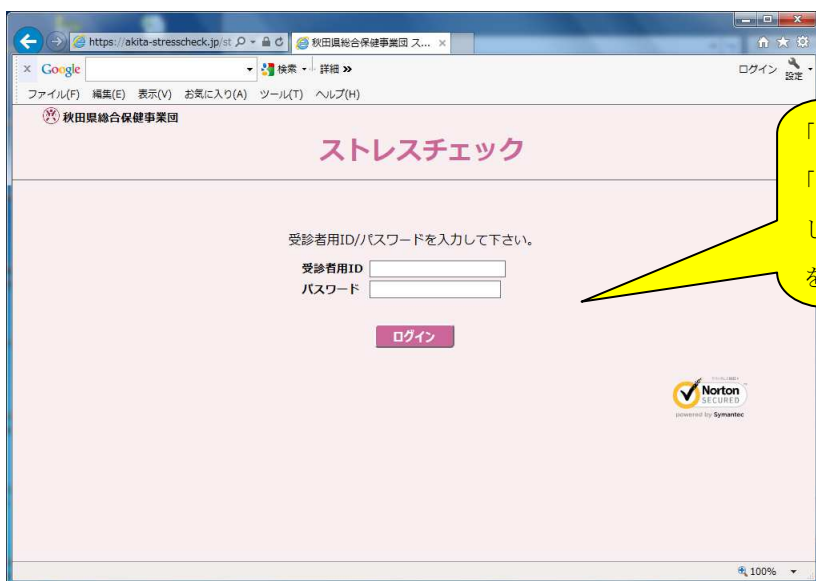 https://akita-stresscheck.jp/st
秋田県総合保健事業団 ス...
x Google 検索 詳細 » ログイン 設定
ファイル(F) 編集(E) 表示(V) お気に入り(A) ツール(T) ヘルプ(H)
秋田県総合保健事業団
ストレスチェック
受診者用ID/パスワードを入力して下さい。
受診者用ID
パスワード
ログイン
「
「
し
を
Norton
SECURED
powered by Symantec
100%